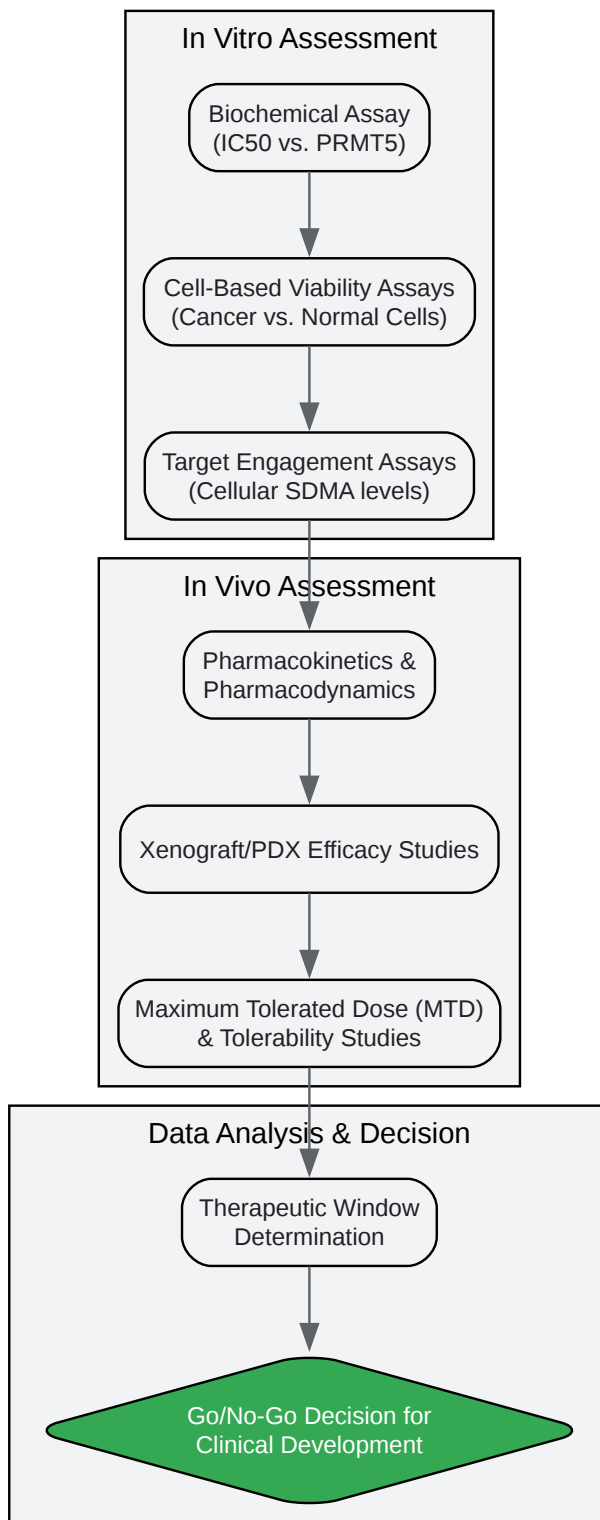 In Vitro Assessment
Biochemical Assay
(IC50 vs. PRMT5)
Cell-Based Viability Assays
(Cancer vs. Normal Cells)
Target Engagement Assays
(Cellular SDMA levels)
In Vivo Assessment
Pharmacokinetics &
Pharmacodynamics
Xenograft/PDX Efficacy Studies
Maximum Tolerated Dose (MTD)
& Tolerability Studies
Data Analysis & Decision
Therapeutic Window
Determination
Go/No-Go Decision for
Clinical Development